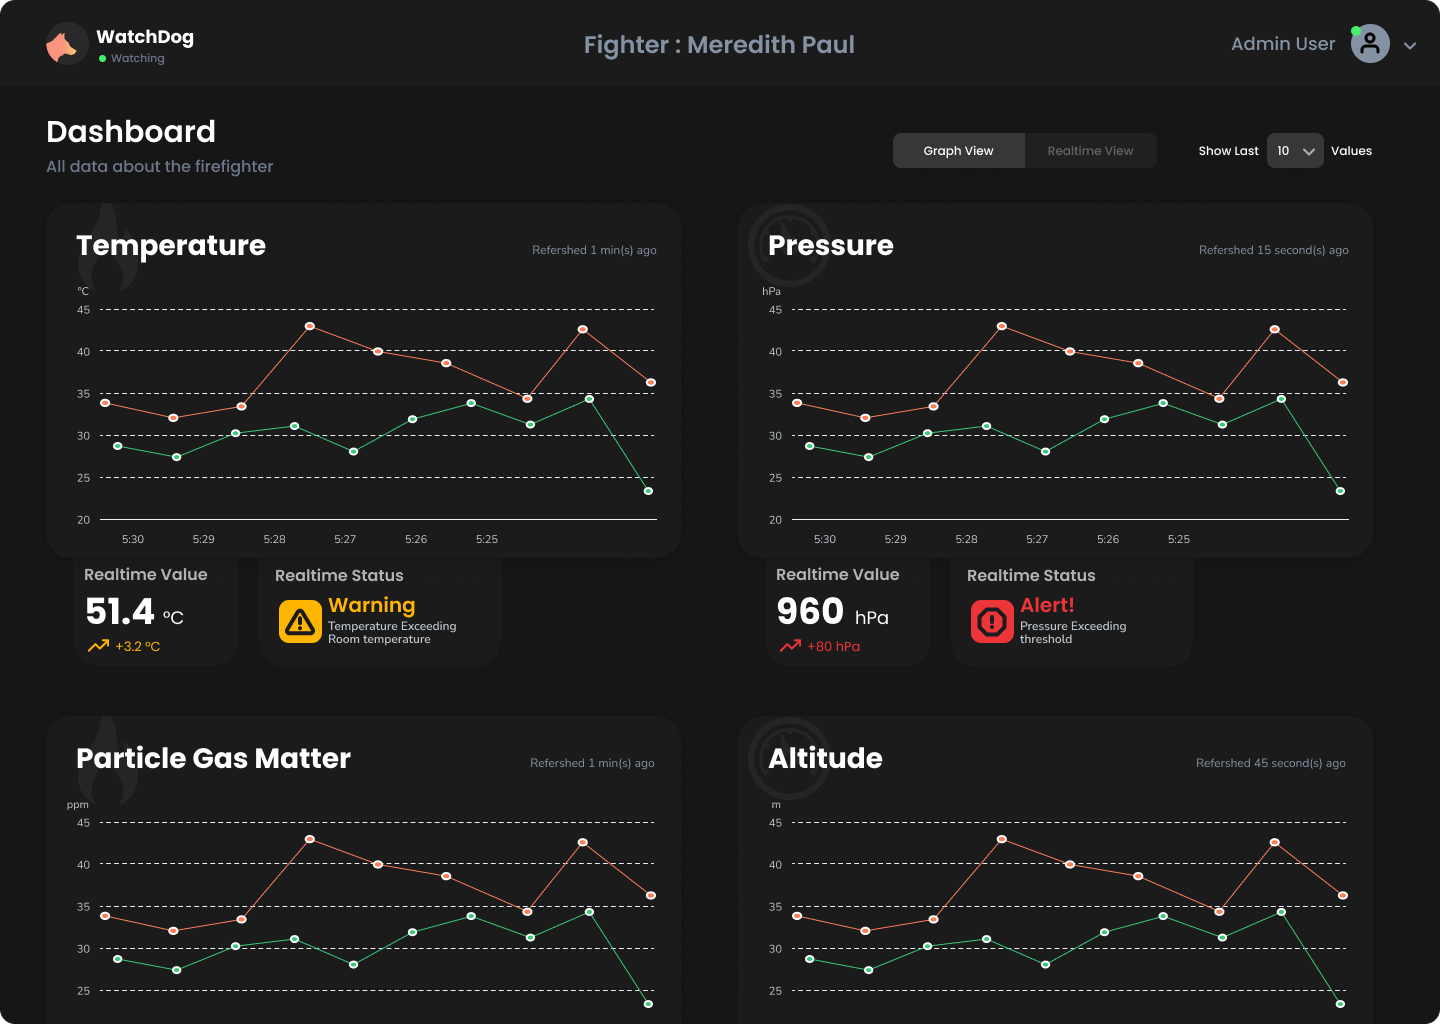 WatchDog
Watching
Fighter : Meredith Paul
Admin User
Dashboard
All data about the firefighter
Graph View
Realtime View
Show Last 10 Values
Temperature
Refershed 1 min(s) ago
°C
45
40
35
30
25
20
5:30 5:29 5:28 5:27 5:26 5:25
Realtime Value
51.4 °C
+3.2 °C
Realtime Status
Warning
Temperature Exceeding
Room temperature
Pressure
Refershed 15 second(s) ago
hPa
45
40
35
30
25
20
5:30 5:29 5:28 5:27 5:26 5:25
Realtime Value
960 hPa
+80 hPa
Realtime Status
Alert!
Pressure Exceeding
threshold
Particle Gas Matter
Refershed 1 min(s) ago
ppm
45
40
35
30
25
Altitude
Refershed 45 second(s) ago
m
45
40
35
30
25